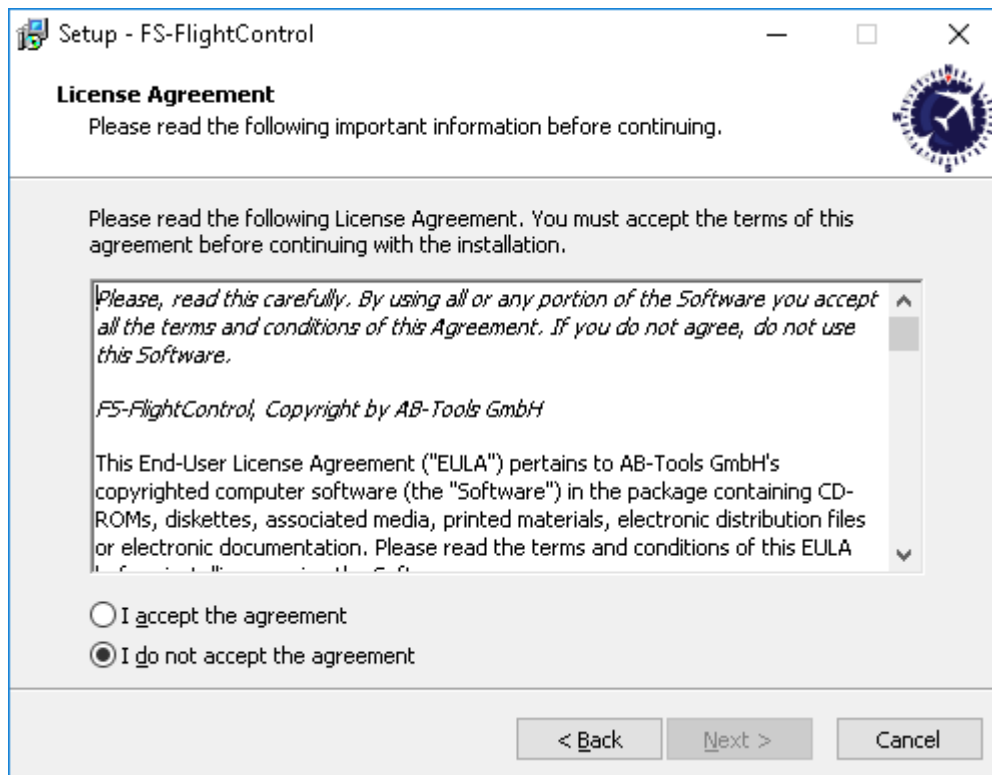 Setup - FS-FlightControl
License Agreement
Please read the following important information before continuing.
Please read the following License Agreement. You must accept the terms of this
agreement before continuing with the installation.
Please, read this carefully. By using all or any portion of the Software you accept
all the terms and conditions of this Agreement. If you do not agree, do not use
this Software.
FS-FlightControl, Copyright by AB-Tools GmbH
This End-User License Agreement ("EULA") pertains to AB-Tools GmbH's
copyrighted computer software (the "Software") in the package containing CD-
ROMs, diskettes, associated media, printed materials, electronic distribution files
or electronic documentation. Please read the terms and conditions of this EULA
I accept the agreement
I do not accept the agreement
< Back
Next >
Cancel